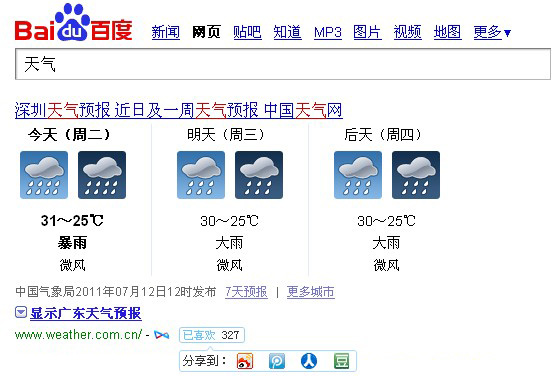 Bai du 百度 新闻 网页 贴吧 知道 MP3 图片 视频 地图 更多▼
天气
深圳天气预报 近日及一周天气预报 中国天气网
今天（周二） 明天（周三） 后天（周四）
31～25℃ 30～25℃ 30～25℃
暴雨 大雨 大雨
微风 微风 微风
中国气象局2011年07月12日12时发布 7天预报 | 更多城市
显示广东天气预报
www.weather.com.cn/ - 已喜欢 327
分享到： 豆